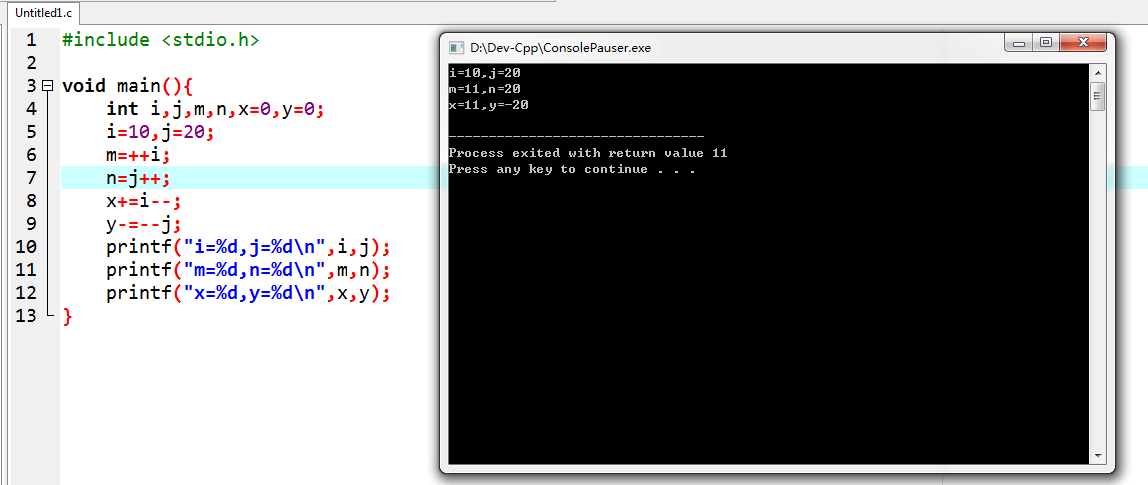 Untitled1.c
1 #include <stdio.h>
2
3 void main(){
4 int i,j,m,n,x=0,y=0;
5 i=10,j=20;
6 m=++i;
7 n=j++;
8 x+=i--;
9 y-=--j;
10 printf("i=%d,j=%d\n",i,j);
11 printf("m=%d,n=%d\n",m,n);
12 printf("x=%d,y=%d\n",x,y);
13 }
D:\Dev-Cpp\ConsolePauser.exe
i=10,j=20
m=11,n=20
x=11,y=-20
--------------------------------
Process exited with return value 11
Press any key to continue . . .